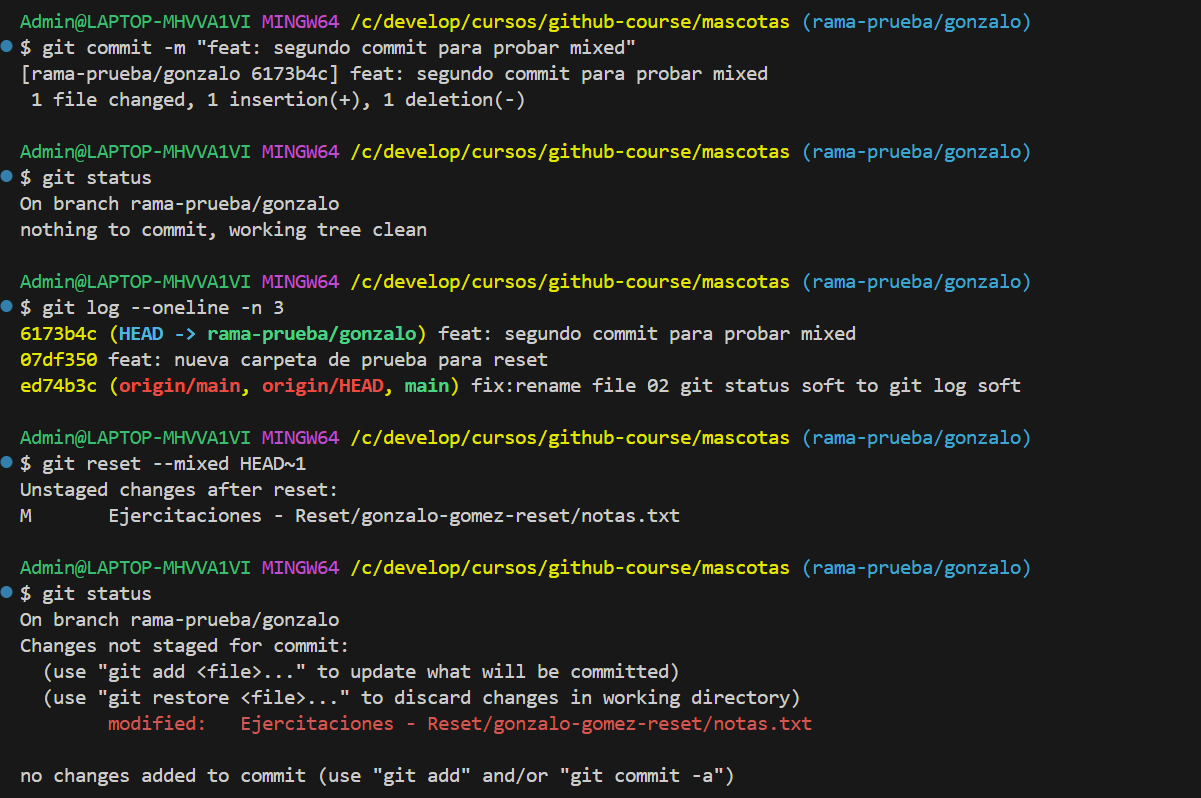 Admin@LAPTOP-MHVVA1VI MINGW64 /c/develop/cursos/github-course/mascotas (rama-prueba/gonzalo)
$ git commit -m "feat: segundo commit para probar mixed"
[rama-prueba/gonzalo 6173b4c] feat: segundo commit para probar mixed
 1 file changed, 1 insertion(+), 1 deletion(-)

Admin@LAPTOP-MHVVA1VI MINGW64 /c/develop/cursos/github-course/mascotas (rama-prueba/gonzalo)
$ git status
On branch rama-prueba/gonzalo
nothing to commit, working tree clean

Admin@LAPTOP-MHVVA1VI MINGW64 /c/develop/cursos/github-course/mascotas (rama-prueba/gonzalo)
$ git log --oneline -n 3
6173b4c (HEAD -> rama-prueba/gonzalo) feat: segundo commit para probar mixed
07df350 feat: nueva carpeta de prueba para reset
ed74b3c (origin/main, origin/HEAD, main) fix:rename file 02 git status soft to git log soft

Admin@LAPTOP-MHVVA1VI MINGW64 /c/develop/cursos/github-course/mascotas (rama-prueba/gonzalo)
$ git reset --mixed HEAD~1
Unstaged changes after reset:
M       Ejercitaciones - Reset/gonzalo-gomez-reset/notas.txt

Admin@LAPTOP-MHVVA1VI MINGW64 /c/develop/cursos/github-course/mascotas (rama-prueba/gonzalo)
$ git status
On branch rama-prueba/gonzalo
Changes not staged for commit:
  (use "git add <file>..." to update what will be committed)
  (use "git restore <file>..." to discard changes in working directory)
        modified:   Ejercitaciones - Reset/gonzalo-gomez-reset/notas.txt

no changes added to commit (use "git add" and/or "git commit -a")